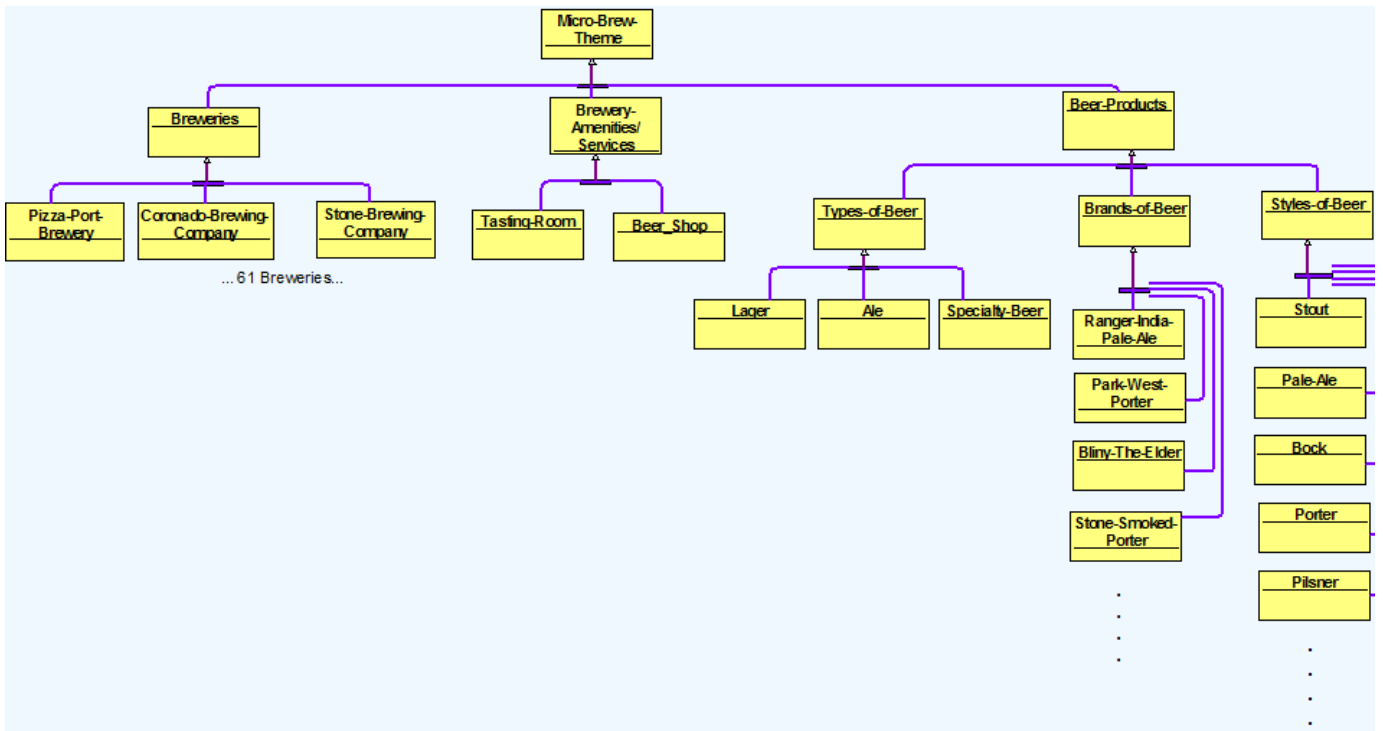 Micro-Brew-
Theme
Breweries
Brewery-
Amenities/
Services
Beer-Products
Pizza-Port-
Brewery
Coronado-Brewing-
Company
Stone-Brewing-
Company
Tasting-Room
Beer_Shop
Types-of-Beer
Brands-of-Beer
Styles-of-Beer
... 61 Breweries...
Lager
Ale
Specialty-Beer
Ranger-India-
Pale-Ale
Stout
Park-West-
Porter
Pale-Ale
Bliny-The-Elder
Bock
Stone-Smoked-
Porter
Porter
Pilsner